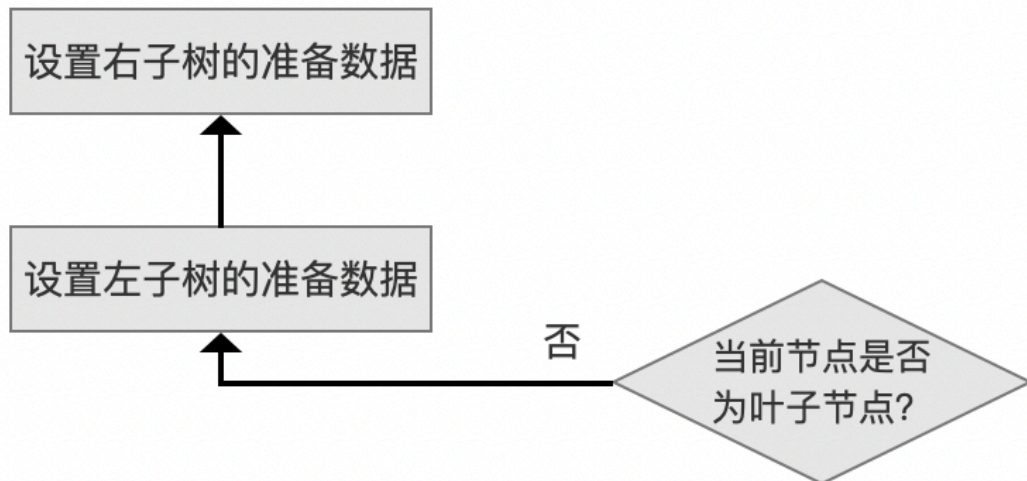 设置右子树的准备数据
设置左子树的准备数据
否
当前节点是否
为叶子节点?